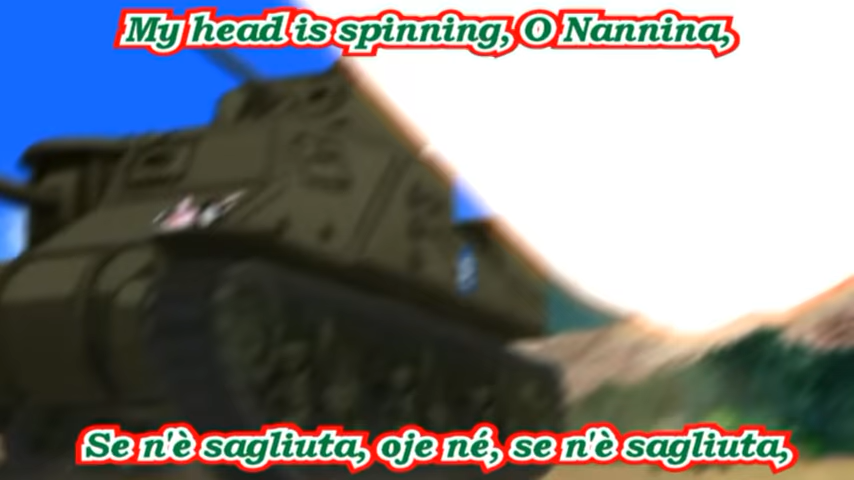 My head is spinning, O Nannina,
Se n'è sagliuta, oje né, se n'è sagliuta,